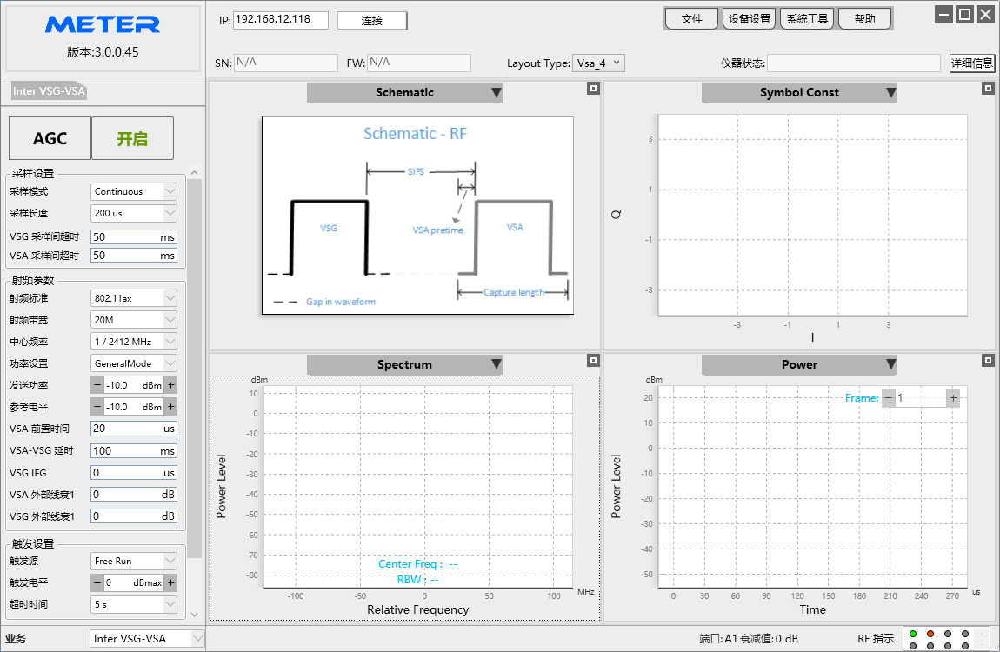 METER
版本:3.0.0.45
IP: 192.168.12.118 连接
文件 设备设置 系统工具 帮助
SN: N/A FW: N/A Layout Type: Vsa_4 仪器状态: 详细信息
Inter VSG-VSA
AGC 开启
采样设置
采样模式 Continuous
采样长度 200 us
VSG 采样间超时 50 ms
VSA 采样间超时 50 ms
射频参数
射频标准 802.11ax
射频带宽 20M
中心频率 1 / 2412 MHz
功率设置 GeneralMode
发送功率 − -10.0 dBm +
参考电平 − -10.0 dBm +
VSA 前置时间 20 us
VSA-VSG 延时 100 ms
VSG IFG 0 us
VSA 外部线衰1 0 dB
VSG 外部线衰1 0 dB
触发设置
触发源 Free Run
触发电平 − 0 dBmax +
超时时间 5 s
业务 Inter VSG-VSA
Schematic
Schematic - RF
SIFS
VSG
VSA pretime
VSA
Capture length
Gap in waveform
Symbol Const
Q
3
1
-1
-3
-3 -1 1 3
I
Spectrum
dBm
Power Level
10
0
-10
-20
-30
-40
-50
-60
-70
-80
Center Freq : --
RBW : --
-100 -50 0 50 100 MHz
Relative Frequency
Power
dBm
Frame: − 1 +
Power Level
20
10
0
-10
-20
-30
-40
-50
0 30 60 90 120 150 180 210 240 270 us
Time
端口: A1 衰减值: 0 dB RF 指示